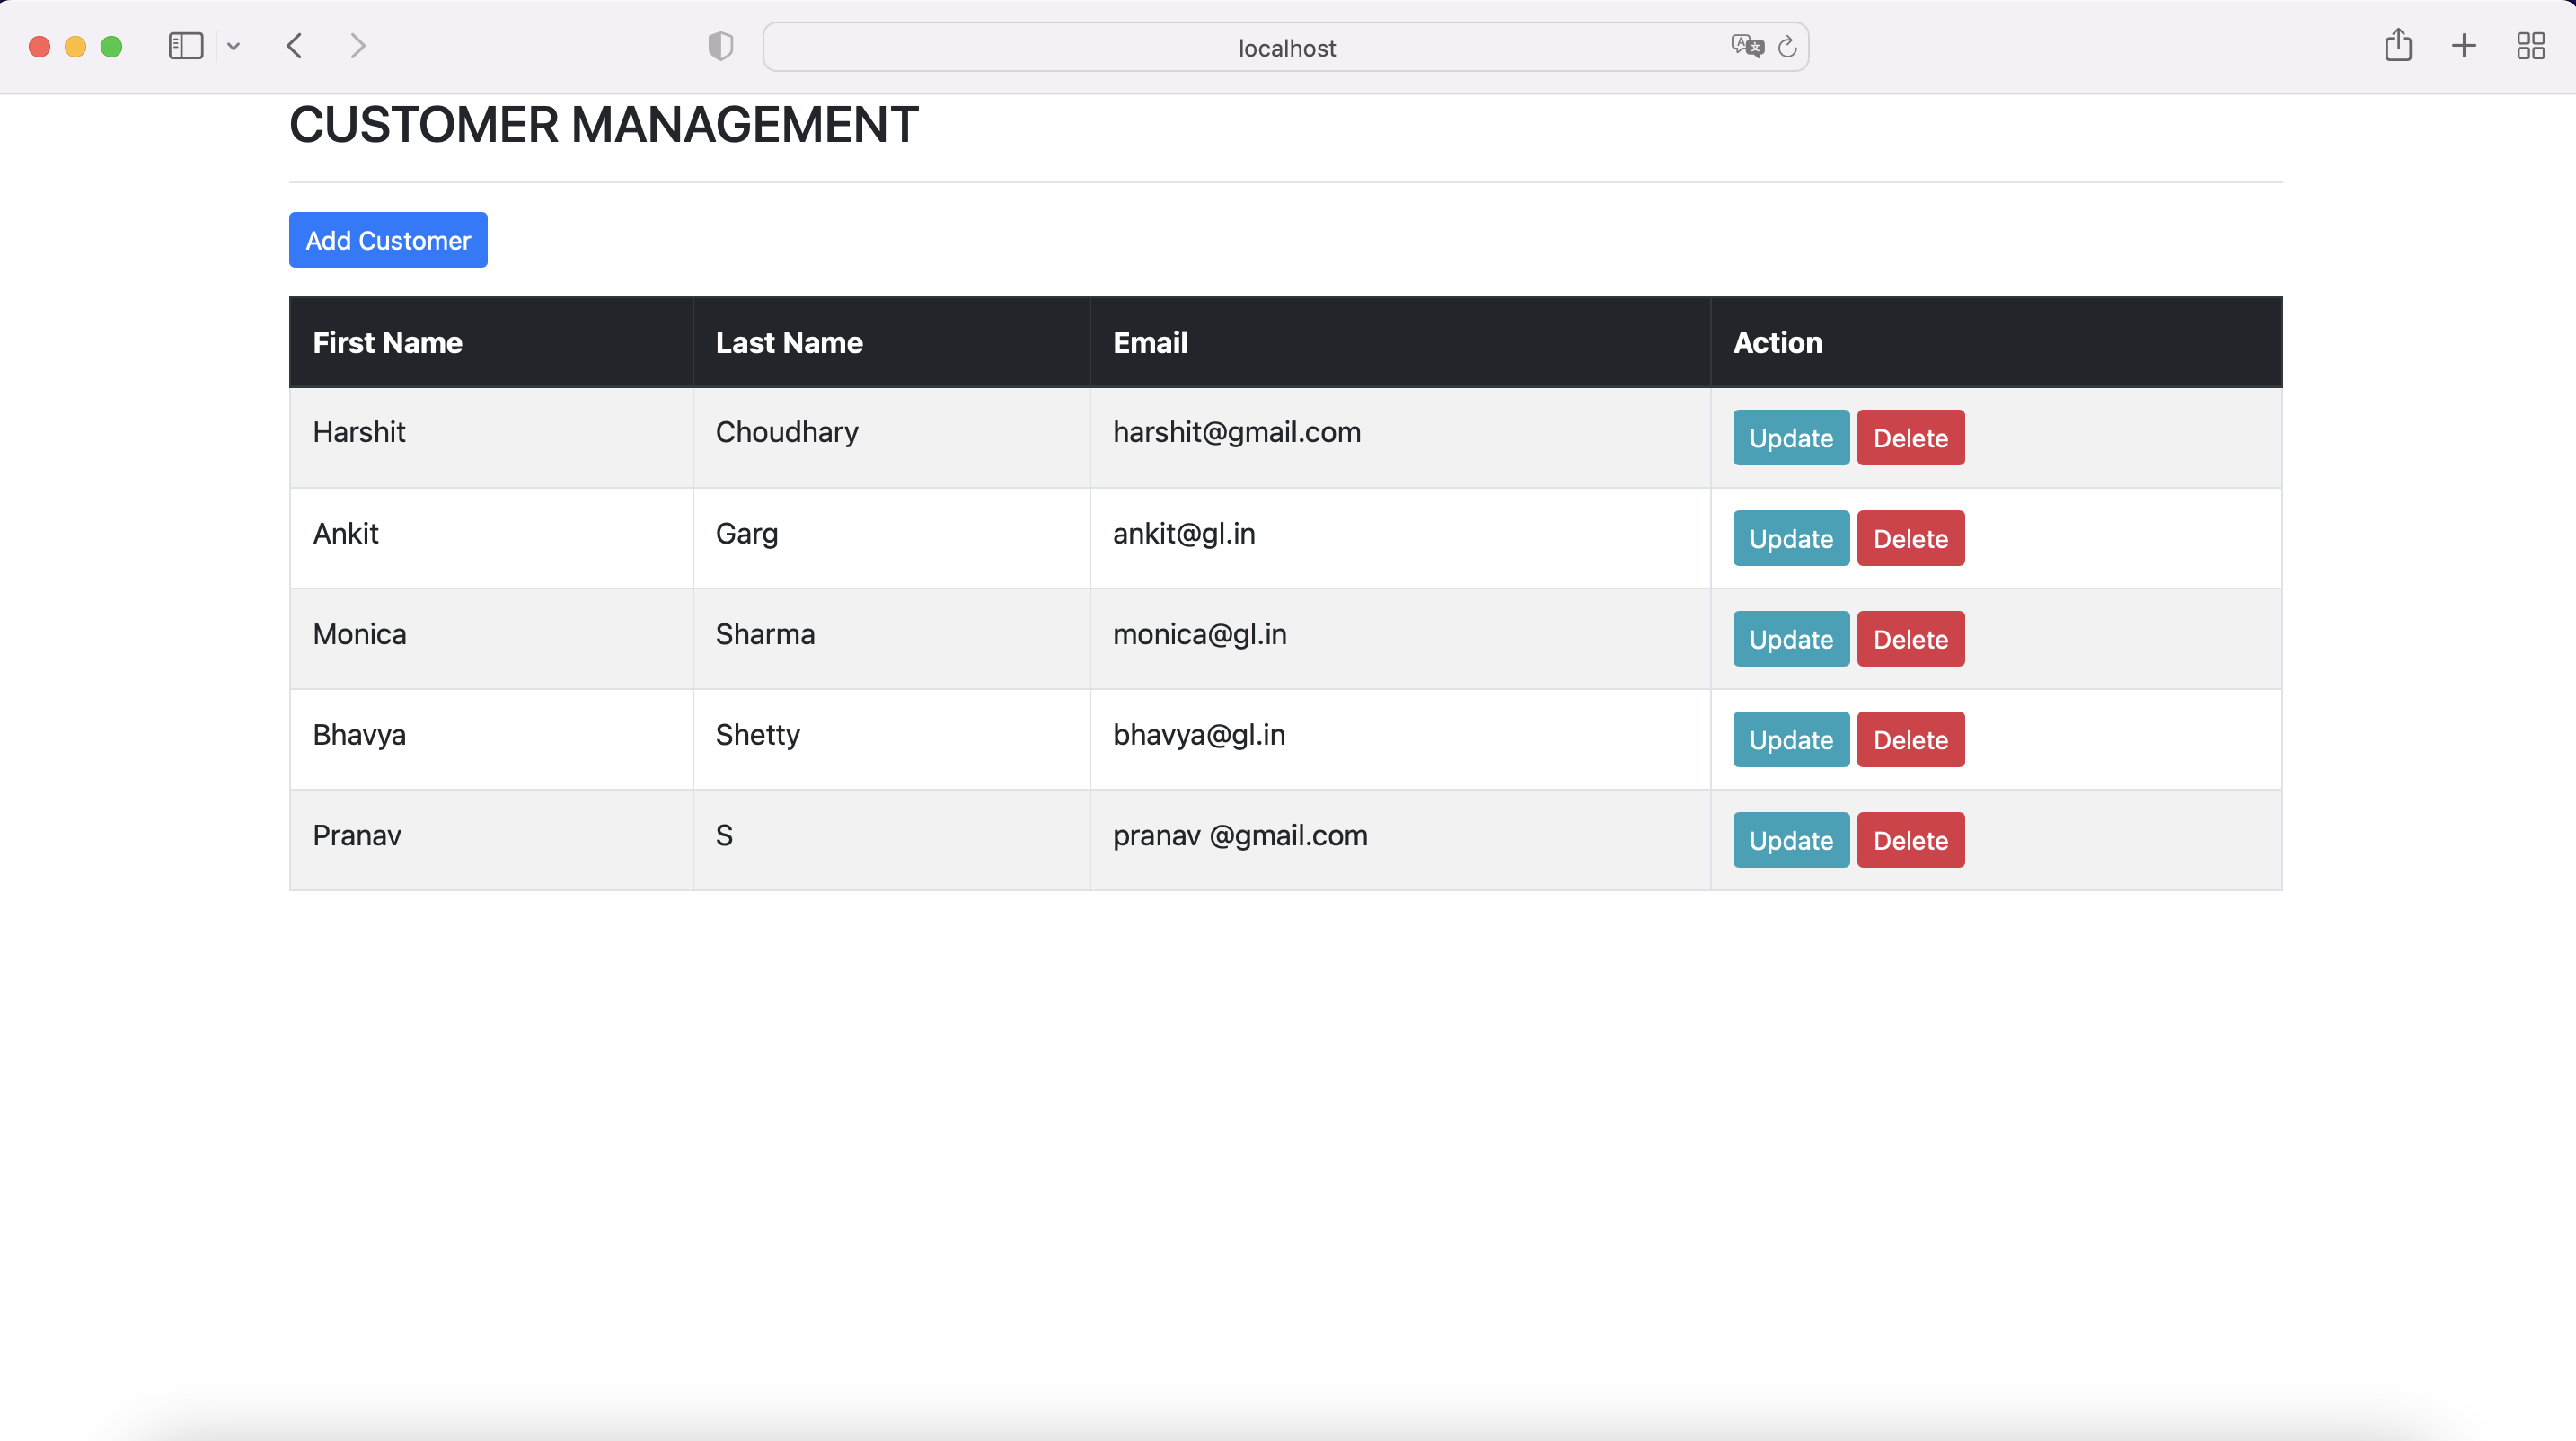 localhost
CUSTOMER MANAGEMENT
Add Customer
First Name Last Name Email Action
Harshit Choudhary harshit@gmail.com Update Delete
Ankit Garg ankit@gl.in Update Delete
Monica Sharma monica@gl.in Update Delete
Bhavya Shetty bhavya@gl.in Update Delete
Pranav S pranav @gmail.com Update Delete